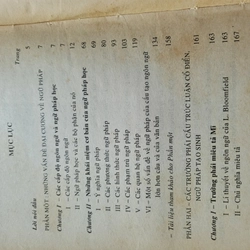 MỤC LỤC
Trang
Lời nói đầu 5
PHẦN MỘT - NHỮNG VẤN ĐỀ ĐẠI CƯƠNG VỀ NGỮ PHÁP 7
Chương I - Các cấp độ ngôn ngữ và ngữ pháp học 7
I - Các cấp độ ngôn ngữ 7
II - Ngữ pháp học và các bộ phận của nó 32
Chương II - Những khái niệm cơ bản của ngữ pháp học 68
I - Ý nghĩa ngữ pháp 69
II - Các phương thức ngữ pháp 80
III - Các hình thức ngữ pháp 93
IV - Các phạm trù ngữ pháp 103
V - Các quan hệ ngữ pháp 119
VI - Một số vấn đề về ngữ pháp của cấu tạo ngôn ngữ
lớn hơn câu và của văn bản 134
- Tài liệu tham khảo cho Phần một 158
PHẦN HAI - CÁC TRƯỜNG PHÁI CẤU TRÚC LUẬN CỔ ĐIỂN,
NGỮ PHÁP TẠO SINH 161
Chương I - Trường phái miêu tả Mĩ 163
I - Lí thuyết về ngôn ngữ của L. Bloomfield 163
II - Chủ nghĩa miêu tả